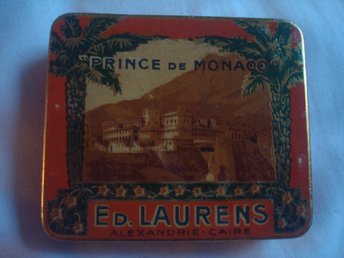 "PRINCE DE MONACO"
ED. LAURENS
ALEXANDRIE-CAIRE